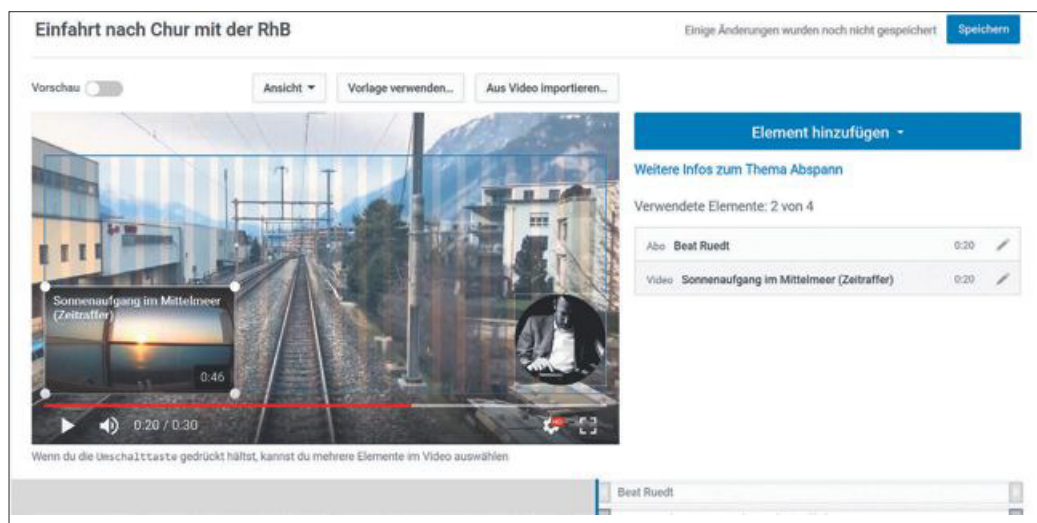 Einfahrt nach Chur mit der RhB
Einige Änderungen wurden noch nicht gespeichert
Speichern
Vorschau
Ansicht
Vorlage verwenden...
Aus Video importieren...
Element hinzufügen
Weitere Infos zum Thema Abspann
Verwendete Elemente: 2 von 4
Abo Beat Ruedt 0:20
Video Sonnenaufgang im Mittelmeer (Zeitraffer) 0:20
Sonnenaufgang im Mittelmeer
(Zeitraffer)
0:46
0:20 / 0:30
Wenn du die Umschalttaste gedrückt hältst, kannst du mehrere Elemente im Video auswählen
Beat Ruedt